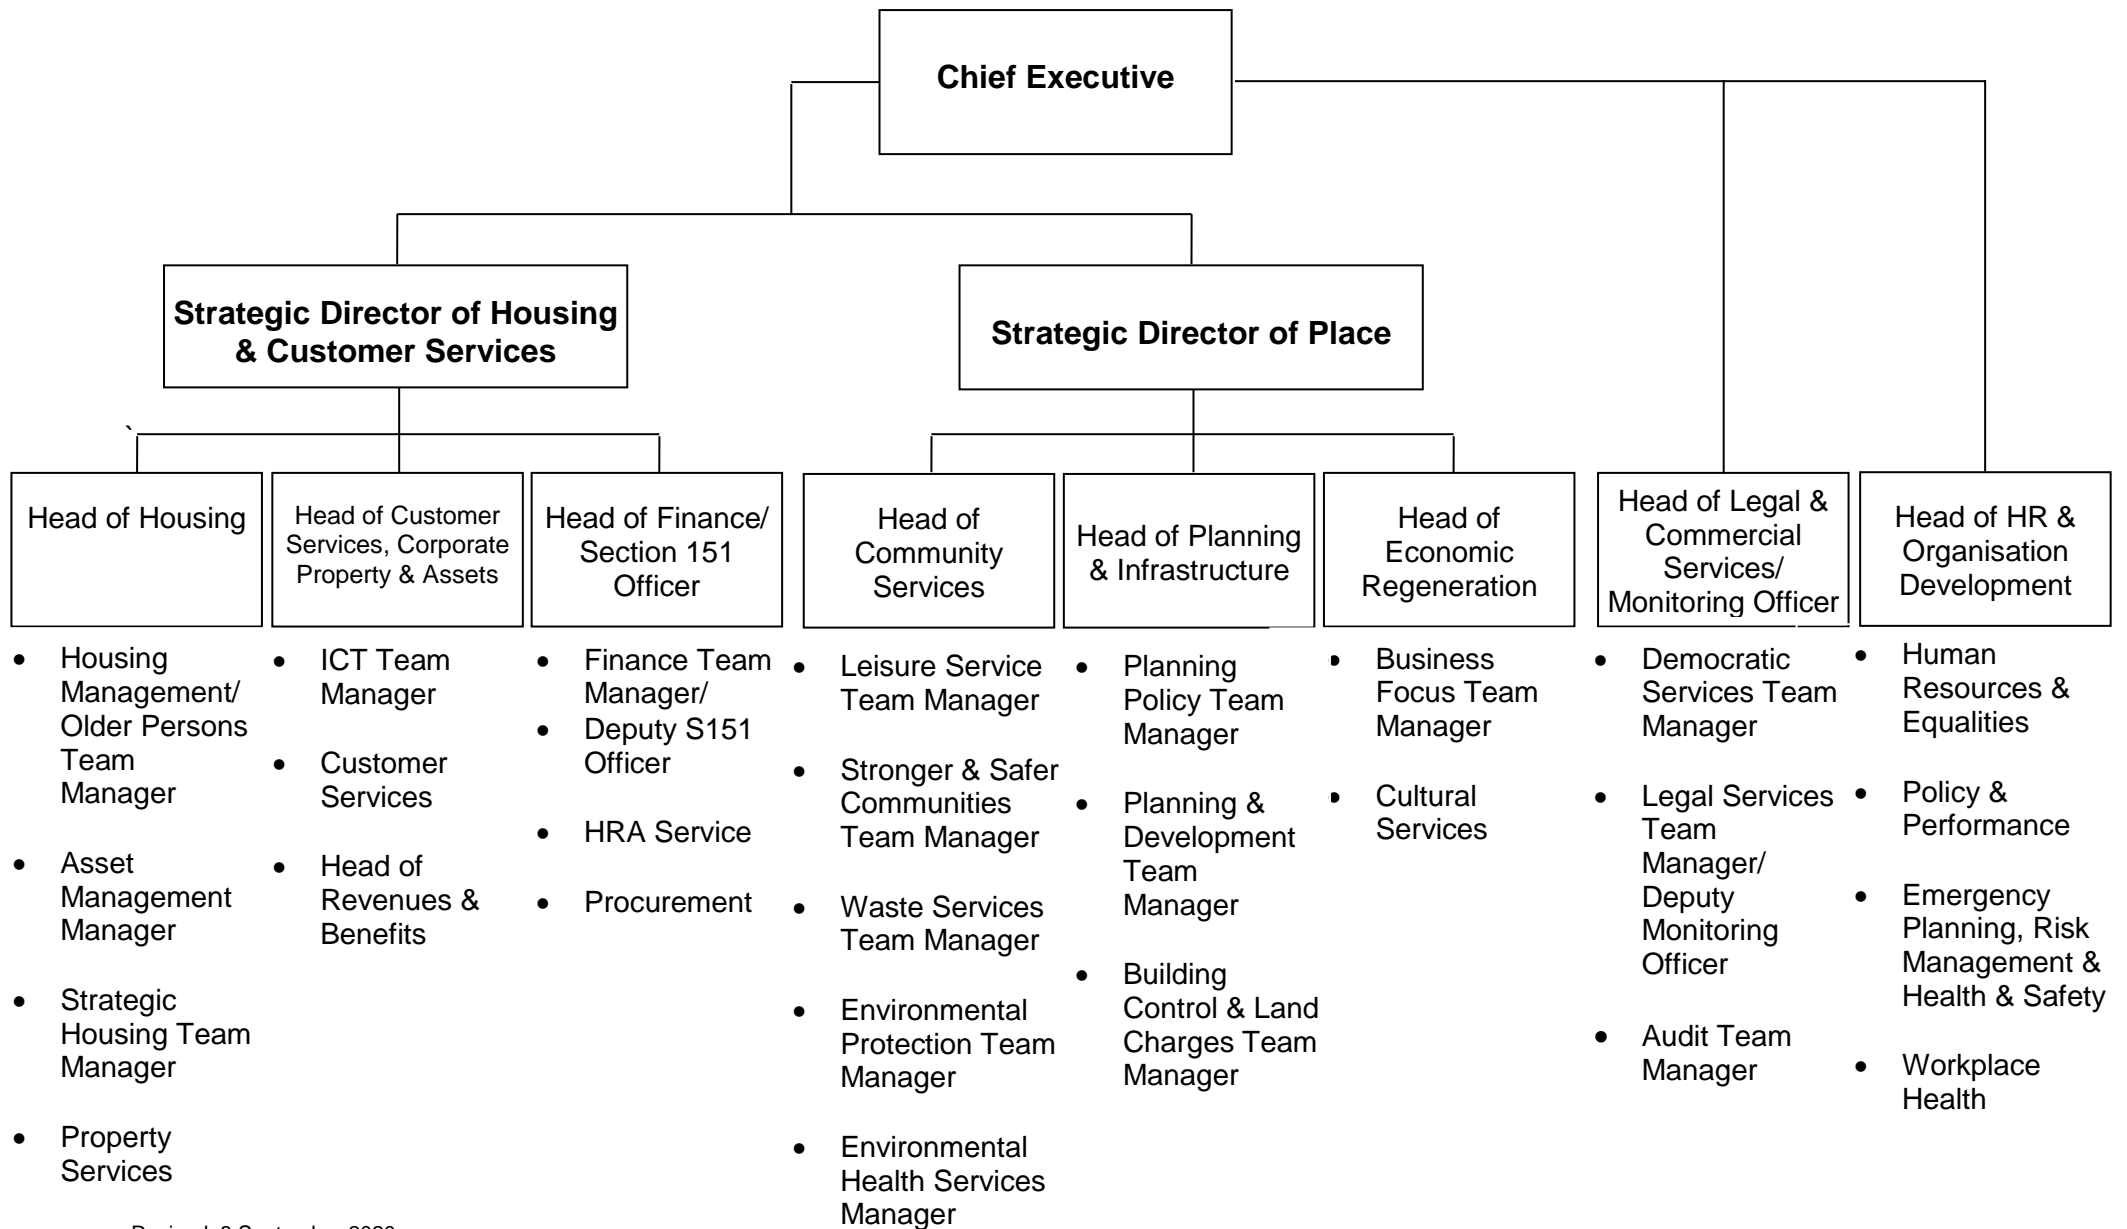 Chief Executive
Strategic Director of Housing
& Customer Services
Strategic Director of Place
`
Head of Housing
Head of Customer
Services, Corporate
Property & Assets
Head of Finance/
Section 151
Officer
Head of
Community
Services
Head of Planning
& Infrastructure
Head of
Economic
Regeneration
Head of Legal &
Commercial
Services/
Monitoring Officer
Head of HR &
Organisation
Development
• Housing
Management/
Older Persons
Team
Manager
• Asset
Management
Manager
• Strategic
Housing Team
Manager
• Property
Services
• ICT Team
Manager
• Customer
Services
• Head of
Revenues &
Benefits
• Finance Team
Manager/
• Deputy S151
Officer
• HRA Service
• Procurement
• Leisure Service
Team Manager
• Stronger & Safer
Communities
Team Manager
• Waste Services
Team Manager
• Environmental
Protection Team
Manager
• Environmental
Health Services
Manager
• Planning
Policy Team
Manager
• Planning &
Development
Team
Manager
• Building
Control & Land
Charges Team
Manager
• Business
Focus Team
Manager
• Cultural
Services
• Democratic
Services Team
Manager
• Legal Services
Team
Manager/
Deputy
Monitoring
Officer
• Audit Team
Manager
• Human
Resources &
Equalities
• Policy &
Performance
• Emergency
Planning, Risk
Management &
Health & Safety
• Workplace
Health